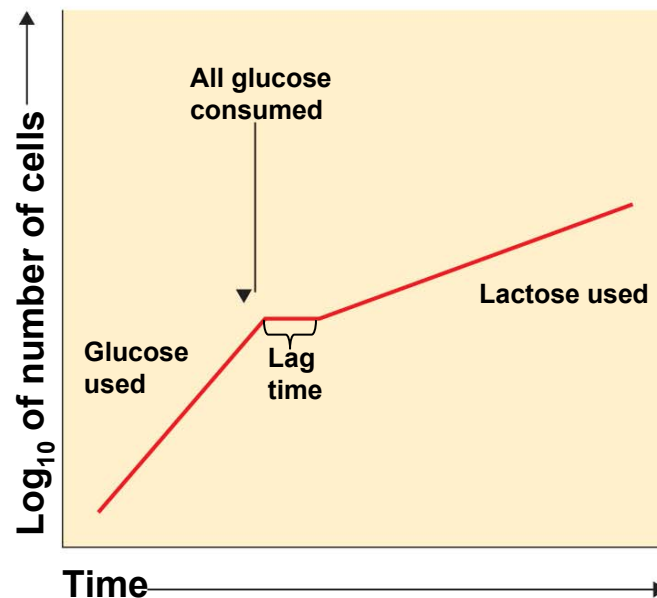 Log10 of number of cells
All glucose
consumed
Glucose
used
Lag
time
Lactose used
Time